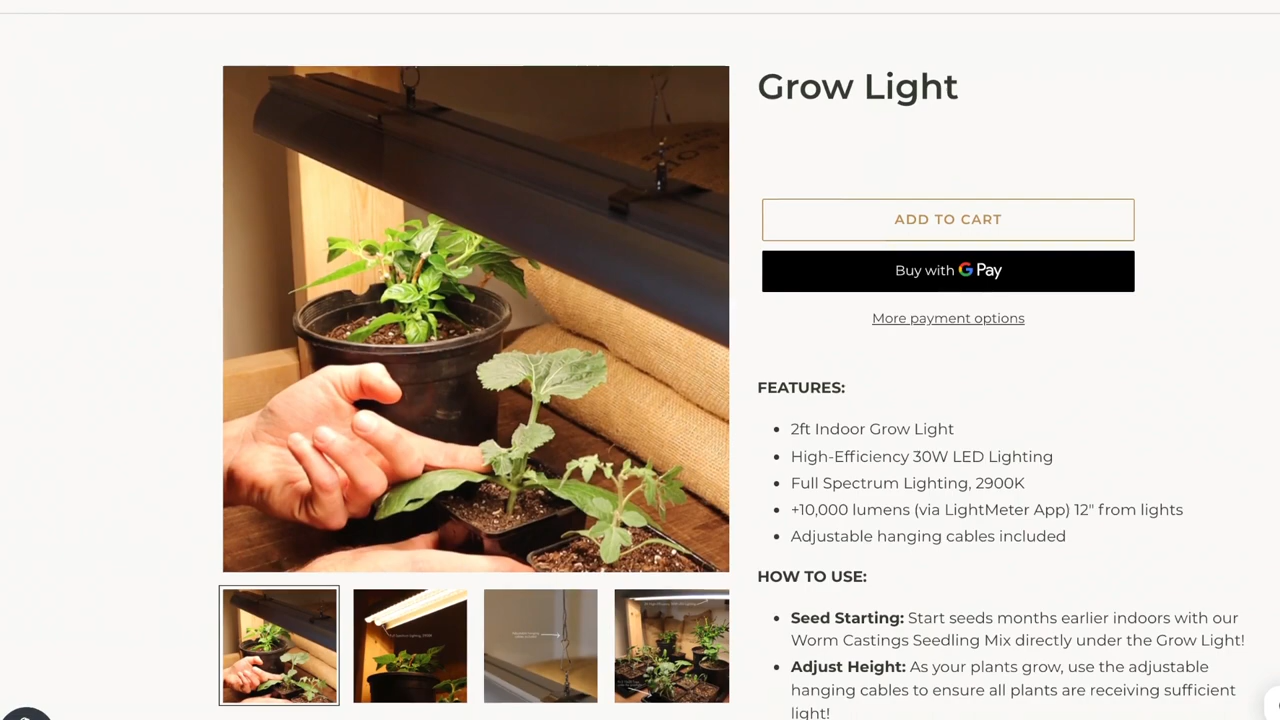 Grow Light
ADD TO CART
Buy with G Pay
More payment options
FEATURES:
2ft Indoor Grow Light
High-Efficiency 30W LED Lighting
Full Spectrum Lighting, 2900K
+10,000 lumens (via LightMeter App) 12" from lights
Adjustable hanging cables included
HOW TO USE:
Seed Starting: Start seeds months earlier indoors with our
Worm Castings Seedling Mix directly under the Grow Light!
Adjust Height: As your plants grow, use the adjustable
hanging cables to ensure all plants are receiving sufficient
light!